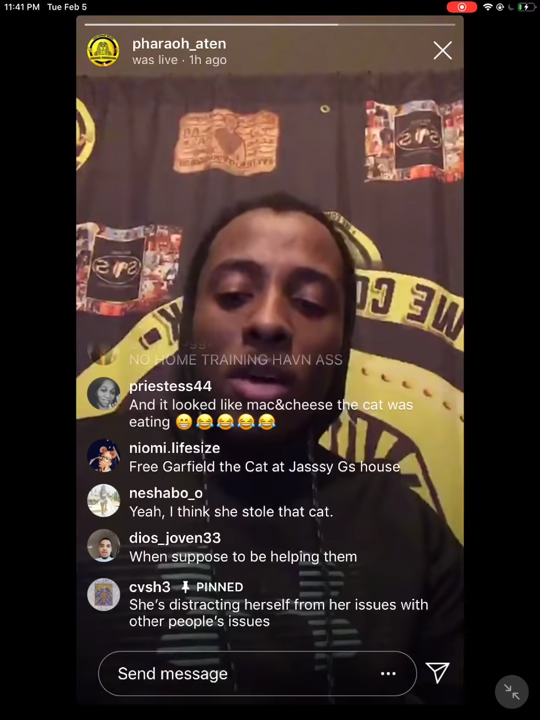 11:41 PM Tue Feb 5
pharaoh_aten
was live · 1h ago
WE CO
NO HOME TRAINING HAVN ASS
priestess44
And it looked like mac&cheese the cat was
eating 😁😂😂😂😂
niomi.lifesize
Free Garfield the Cat at Jasssy Gs house
neshabo_o
Yeah, I think she stole that cat.
dios_joven33
When suppose to be helping them
cvsh3 📌 PINNED
She's distracting herself from her issues with
other people's issues
Send message